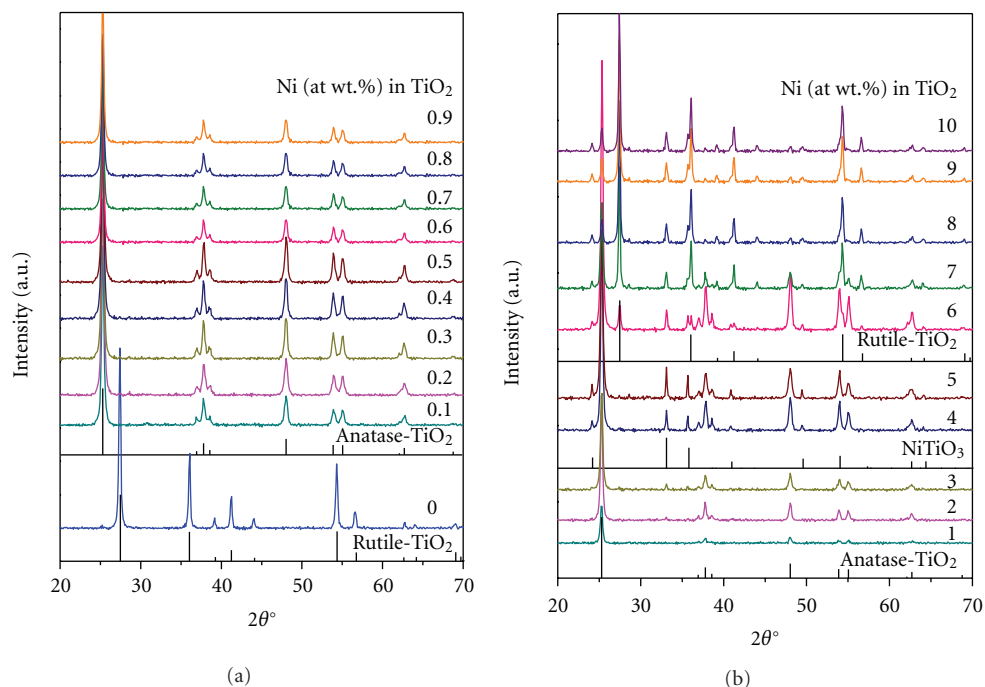 Ni (at wt.%) in TiO2
0.9
0.8
0.7
0.6
0.5
0.4
0.3
0.2
0.1
Anatase-TiO2
0
Rutile-TiO2
20 30 40 50 60 70
2θ°
Intensity (a.u.)
(a)
Ni (at wt.%) in TiO2
10
9
8
7
6
Rutile-TiO2
5
4
NiTiO3
3
2
1
Anatase-TiO2
20 30 40 50 60 70
2θ°
Intensity (a.u.)
(b)